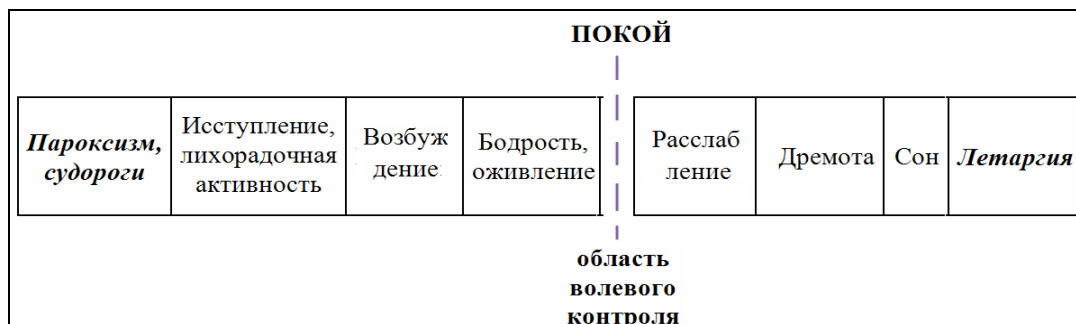 ПОКОЙ
Пароксизм,
судороги
Исступление,
лихорадочная
активность
Возбуж
дение
Бодрость,
оживление
Расслаб
ление
Дремота
Сон
Летаргия
область
волевого
контроля